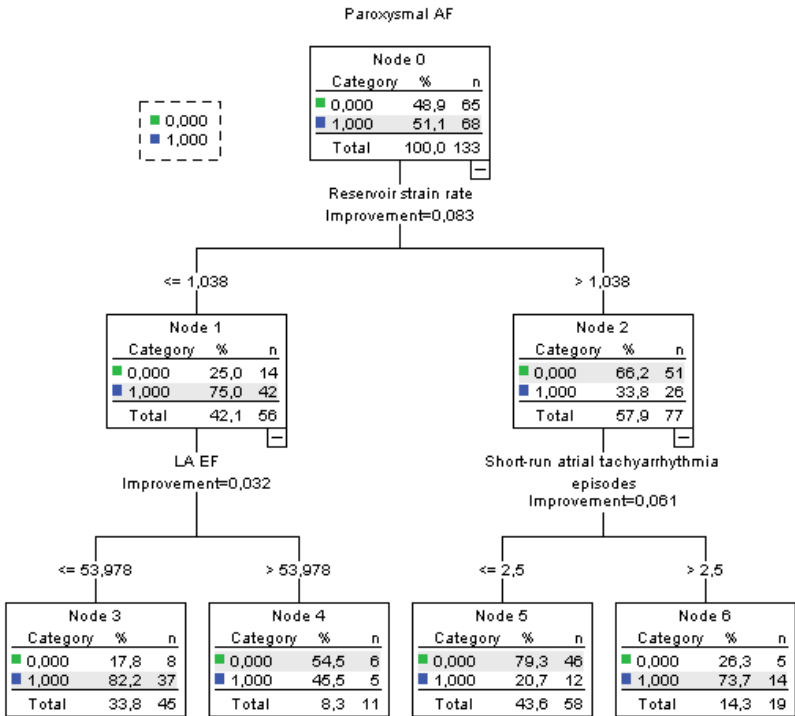 Paroxysmal AF
0,000
1,000
Node 0
Category % n
0,000 48,9 65
1,000 51,1 68
Total 100,0 133
Reservoir strain rate
Improvement=0,083
<= 1,038
> 1,038
Node 1
Category % n
0,000 25,0 14
1,000 75,0 42
Total 42,1 56
Node 2
Category % n
0,000 66,2 51
1,000 33,8 26
Total 57,9 77
LA EF
Improvement=0,032
Short-run atrial tachyarrhythmia
episodes
Improvement=0,061
<= 53,978
> 53,978
<= 2,5
> 2,5
Node 3
Category % n
0,000 17,8 8
1,000 82,2 37
Total 33,8 45
Node 4
Category % n
0,000 54,5 6
1,000 45,5 5
Total 8,3 11
Node 5
Category % n
0,000 79,3 46
1,000 20,7 12
Total 43,6 58
Node 6
Category % n
0,000 26,3 5
1,000 73,7 14
Total 14,3 19